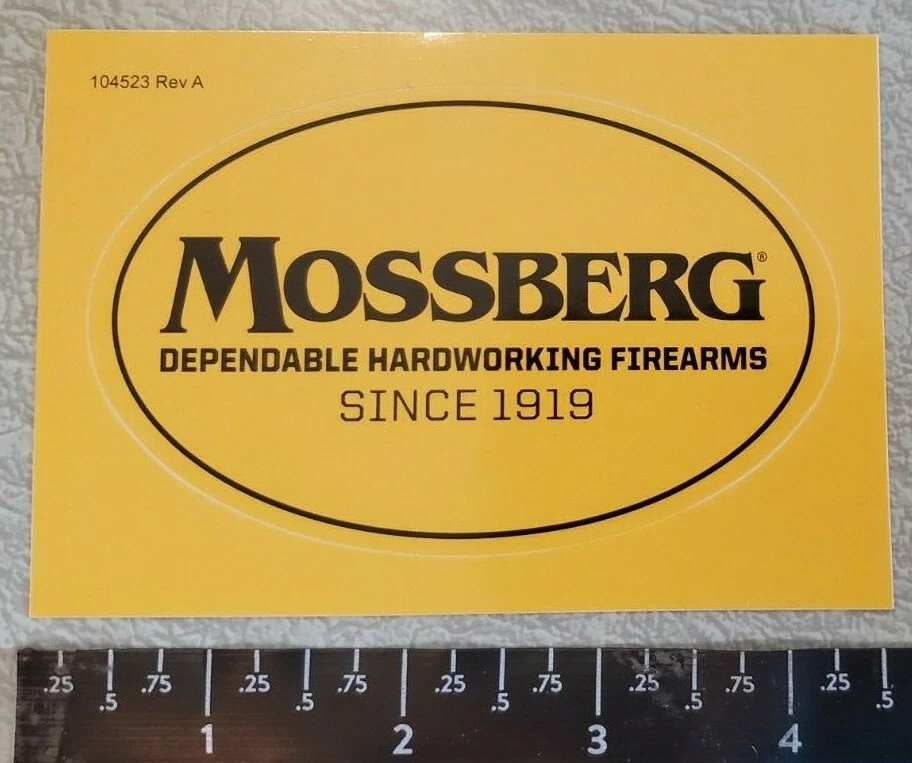 104523 Rev A
MOSSBERG®
DEPENDABLE HARDWORKING FIREARMS
SINCE 1919
.25 .5 .75 1 .25 .5 .75 2 .25 .5 .75 3 .25 .5 .75 4 .25 .5